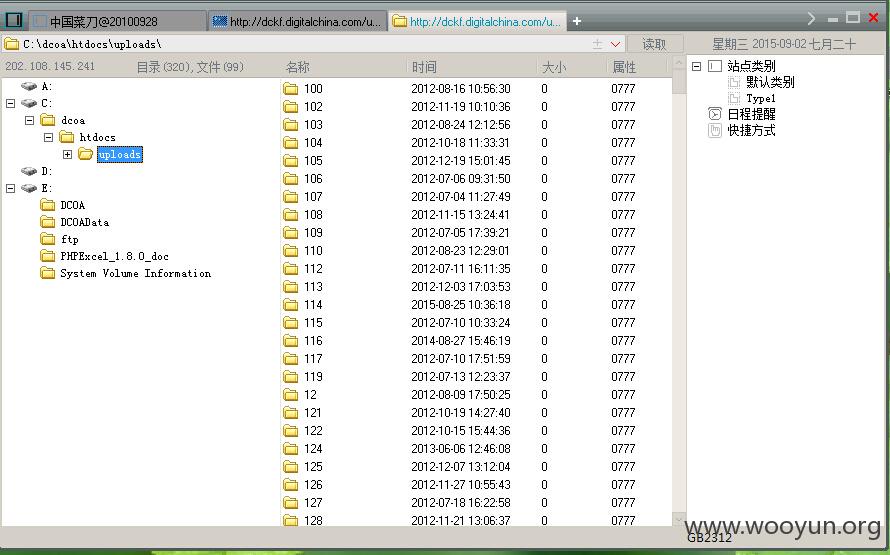 中国菜刀@20100928 http://dckf.digitalchina.com/u... http://dckf.digitalchina.com/u... +
C:\dcoa\htdocs\uploads\ 读取 星期三 2015-09-02 七月二十
202.108.145.241 目录(320),文件(99) 名称 时间 大小 属性
A:
C:
dcoa
htdocs
uploads
D:
E:
DCOA
DCOAData
ftp
PHPExcel_1.8.0_doc
System Volume Information
100 2012-08-16 10:56:30 0 0777
102 2012-11-19 10:10:36 0 0777
103 2012-08-24 12:12:56 0 0777
104 2012-10-18 11:33:31 0 0777
105 2012-12-19 15:01:45 0 0777
106 2012-07-06 09:31:50 0 0777
107 2012-07-04 11:27:49 0 0777
108 2012-11-15 13:24:41 0 0777
109 2012-07-05 17:39:21 0 0777
110 2012-08-23 12:29:01 0 0777
112 2012-07-11 16:11:35 0 0777
113 2012-12-03 17:03:53 0 0777
114 2015-08-25 10:36:18 0 0777
115 2012-07-10 10:33:24 0 0777
116 2014-08-27 15:46:19 0 0777
117 2012-07-10 17:51:59 0 0777
119 2012-07-13 12:23:37 0 0777
12 2012-08-09 17:50:25 0 0777
121 2012-10-19 14:27:40 0 0777
122 2012-10-15 15:44:36 0 0777
124 2013-06-06 12:46:08 0 0777
125 2012-12-07 13:12:04 0 0777
126 2012-11-27 10:55:43 0 0777
127 2012-07-18 16:22:58 0 0777
128 2012-11-21 13:06:37 0 0777
站点类别
默认类别
Type1
日程提醒
快捷方式
www.wooyun.org
GB2312